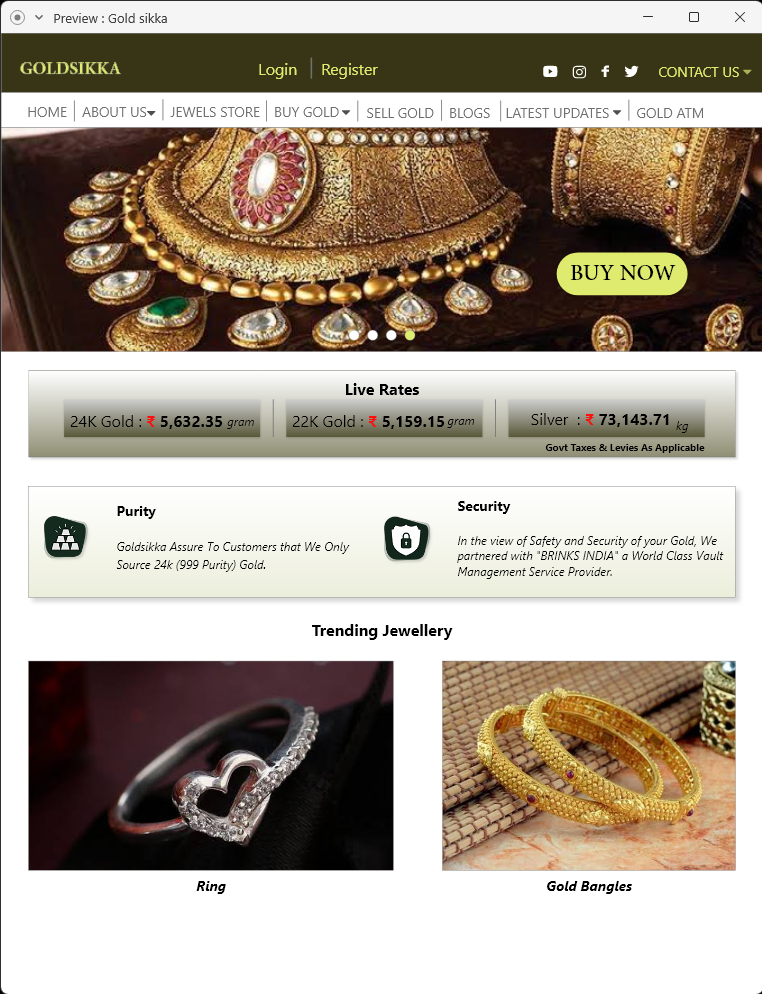 Preview : Gold sikka
GOLDSIKKA
Login | Register
CONTACT US
HOME | ABOUT US | JEWELS STORE | BUY GOLD | SELL GOLD | BLOGS | LATEST UPDATES | GOLD ATM
BUY NOW
Live Rates
24K Gold : ₹ 5,632.35 gram
22K Gold : ₹ 5,159.15 gram
Silver : ₹ 73,143.71 kg
Govt Taxes & Levies As Applicable
Purity
Goldsikka Assure To Customers that We Only
Source 24k (999 Purity) Gold.
Security
In the view of Safety and Security of your Gold, We
partnered with "BRINKS INDIA" a World Class Vault
Management Service Provider.
Trending Jewellery
Ring
Gold Bangles